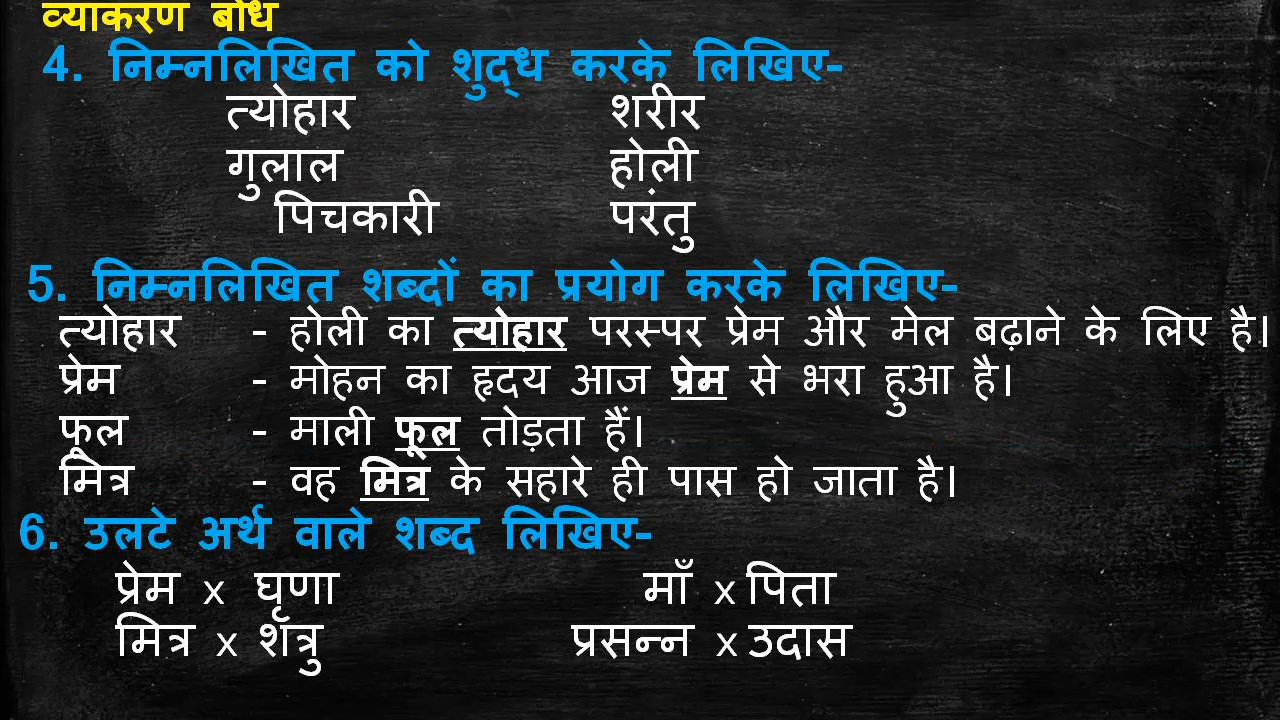 व्याकरण बोध
4. निम्नलिखित को शुद्ध करके लिखिए-
त्योहार शरीर
गुलाल होली
पिचकारी परंतु
5. निम्नलिखित शब्दों का प्रयोग करके लिखिए-
त्योहार - होली का त्योहार परस्पर प्रेम और मेल बढ़ाने के लिए है।
प्रेम - मोहन का हृदय आज प्रेम से भरा हुआ है।
फूल - माली फूल तोड़ता हैं।
मित्र - वह मित्र के सहारे ही पास हो जाता है।
6. उलटे अर्थ वाले शब्द लिखिए-
प्रेम x घृणा माँ x पिता
मित्र x शत्रु प्रसन्न x उदास